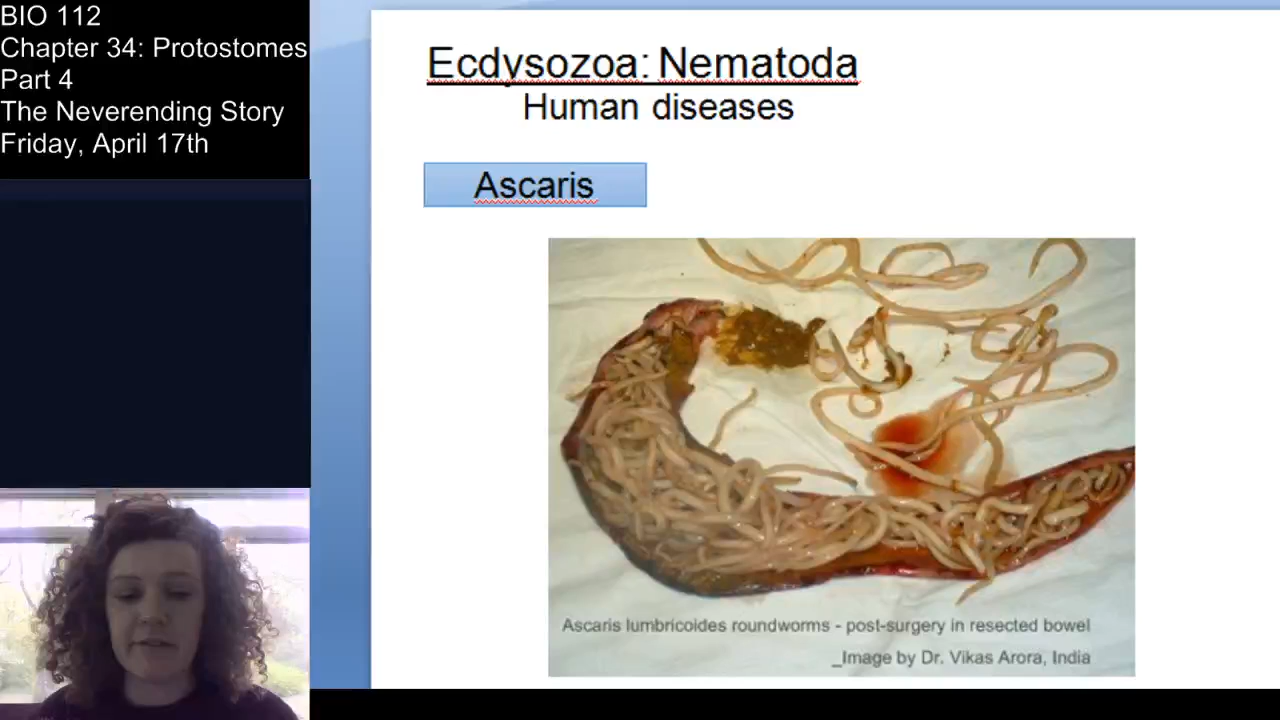 BIO 112
Chapter 34: Protostomes
Part 4
The Neverending Story
Friday, April 17th
Ecdysozoa: Nematoda
Human diseases
Ascaris
Ascaris lumbricoides roundworms - post-surgery in resected bowel
_Image by Dr. Vikas Arora, India